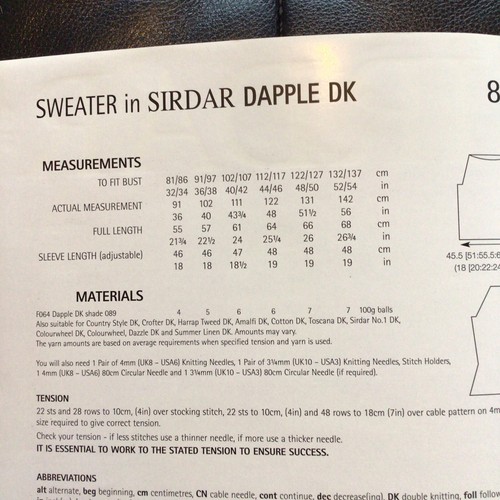 SWEATER in SIRDAR DAPPLE DK 8
MEASUREMENTS
TO FIT BUST 81/86 91/97 102/107 112/117 122/127 132/137 cm
32/34 36/38 40/42 44/46 48/50 52/54 in
ACTUAL MEASUREMENT 91 102 111 122 131 142 cm
36 40 43¾ 48 51½ 56 in
FULL LENGTH 55 57 61 64 66 68 cm
21¾ 22½ 24 25¼ 26 26¾ in
SLEEVE LENGTH (adjustable) 46 46 47 48 48 48 cm
18 18 18½ 19 19 19 in
45.5 [51:55.5:6
(18 [20:22:24
MATERIALS
F064 Dapple DK shade 089 4 5 6 6 7 7 100g balls
Also suitable for Country Style DK, Crofter DK, Harrap Tweed DK, Amalfi DK, Cotton DK, Toscana DK, Sirdar No.1 DK,
Colourwheel DK, Colourwheel, Dazzle DK and Summer Linen DK. Amounts may vary.
The yarn amounts are based on average requirements when specified tension and yarn is used.
You will also need 1 Pair of 4mm (UK8 – USA6) Knitting Needles, 1 Pair of 3¼mm (UK10 – USA3) Knitting Needles, Stitch Holders,
1 4mm (UK8 – USA6) 80cm Circular Needle and 1 3¼mm (UK10 – USA3) 80cm Circular Needle (if required).
TENSION
22 sts and 28 rows to 10cm, (4in) over stocking stitch, 22 sts to 10cm, (4in) and 48 rows to 18cm (7in) over cable pattern on 4m
size required to give correct tension.
Check your tension - if less stitches use a thinner needle, if more use a thicker needle.
IT IS ESSENTIAL TO WORK TO THE STATED TENSION TO ENSURE SUCCESS.
ABBREVIATIONS
alt alternate, beg beginning, cm centimetres, CN cable needle, cont continue, dec decrease(ing), DK double knitting, foll follow